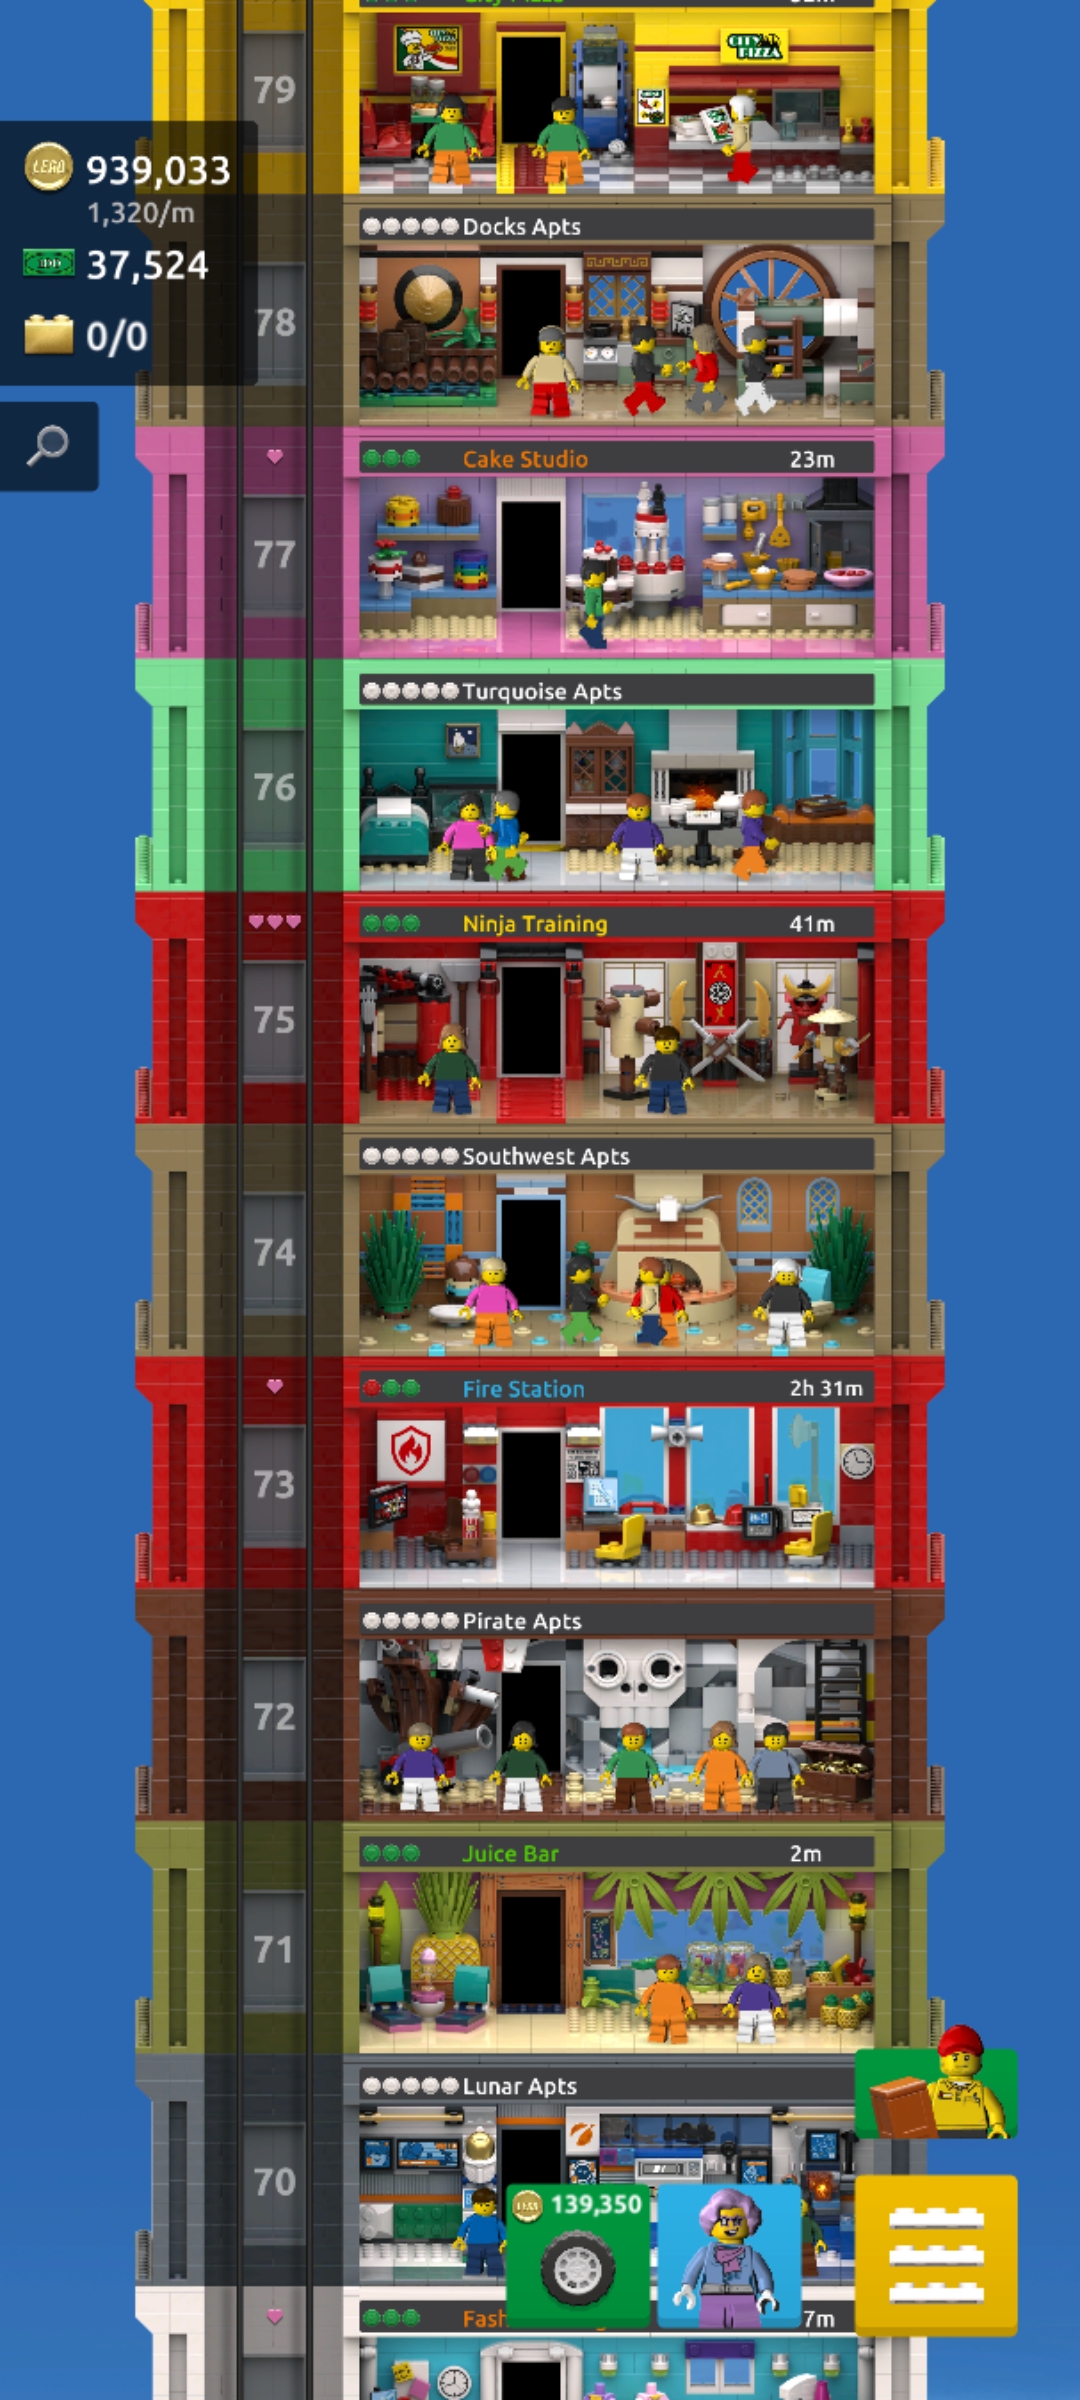 79
CITY PIZZA
LEGO 939,033
1,320/m
37,524
0/0
78
Docks Apts
77
Cake Studio 23m
76
Turquoise Apts
75
Ninja Training 41m
74
Southwest Apts
73
Fire Station 2h 31m
72
Pirate Apts
71
Juice Bar 2m
70
Lunar Apts
139,350
Fash
7m